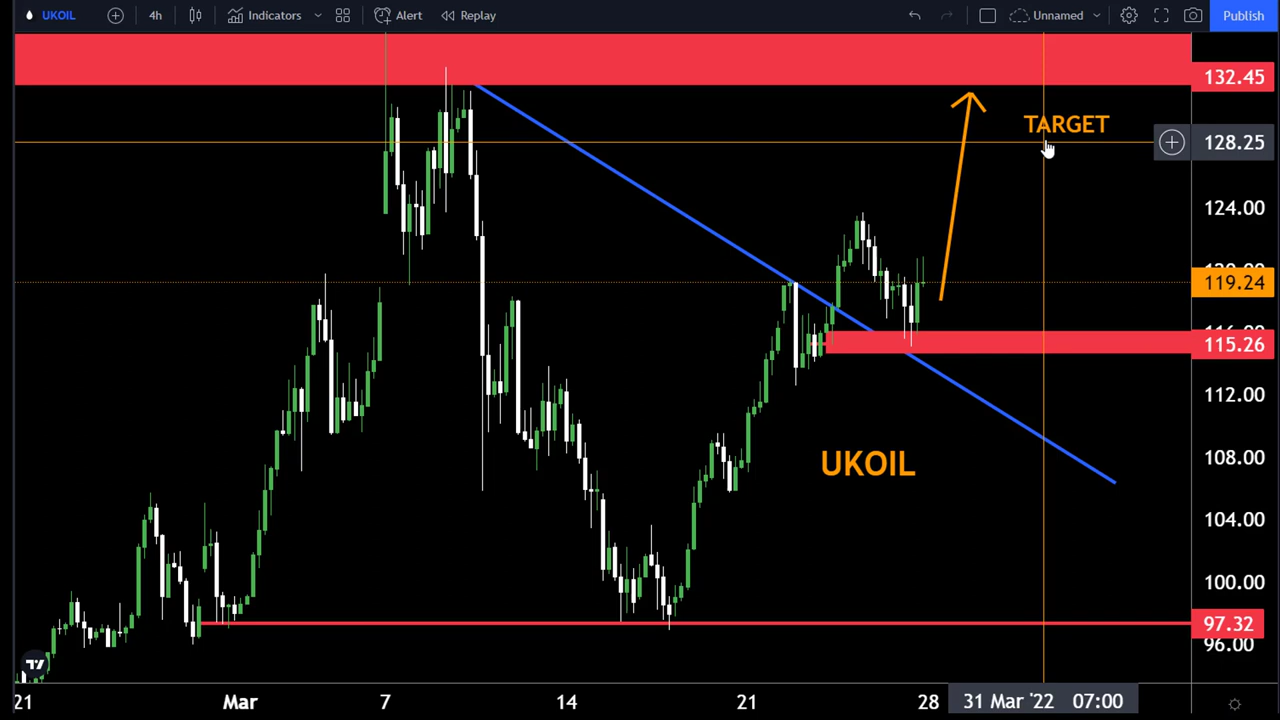 UKOIL 4h Indicators Alert Replay Unnamed Publish
132.45
TARGET
128.25
124.00
119.24
115.26
112.00
UKOIL
108.00
104.00
100.00
97.32
96.00
21 Mar 7 14 21 28 31 Mar '22 07:00